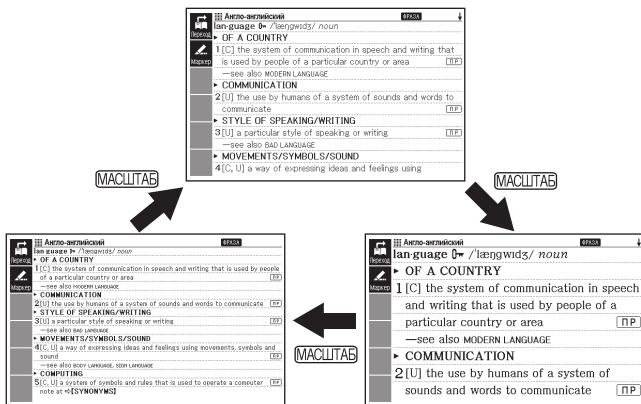 Англо-английский ФРАЗА
Переход
lan·guage /ˈlæŋgwɪdʒ/ noun
▸ OF A COUNTRY
Маркер
1 [C] the system of communication in speech and writing that
is used by people of a particular country or area ПР
—see also MODERN LANGUAGE
▸ COMMUNICATION
2 [U] the use by humans of a system of sounds and words to
communicate ПР
▸ STYLE OF SPEAKING/WRITING
3 [U] a particular style of speaking or writing ПР
—see also BAD LANGUAGE
▸ MOVEMENTS/SYMBOLS/SOUND
4 [C, U] a way of expressing ideas and feelings using
МАСШТАБ
МАСШТАБ
Англо-английский ФРАЗА
Переход
lan·guage /ˈlæŋgwɪdʒ/ noun
▸ OF A COUNTRY
Маркер
1 [C] the system of communication in speech and writing that is used by people
of a particular country or area ПР
—see also MODERN LANGUAGE
▸ COMMUNICATION
2 [U] the use by humans of a system of sounds and words to communicate ПР
▸ STYLE OF SPEAKING/WRITING
3 [U] a particular style of speaking or writing ПР
—see also BAD LANGUAGE
▸ MOVEMENTS/SYMBOLS/SOUND
4 [C, U] a way of expressing ideas and feelings using movements, symbols and
sound ПР
—see also BODY LANGUAGE, SIGN LANGUAGE
▸ COMPUTING
5 [C, U] a system of symbols and rules that is used to operate a computer ПР
note at ⇨[SYNONYMS]
МАСШТАБ
Англо-английский ФРАЗА
Переход
lan·guage /ˈlæŋgwɪdʒ/ noun
▸ OF A COUNTRY
Маркер
1 [C] the system of communication in speech
and writing that is used by people of a
particular country or area ПР
—see also MODERN LANGUAGE
▸ COMMUNICATION
2 [U] the use by humans of a system of
sounds and words to communicate ПР